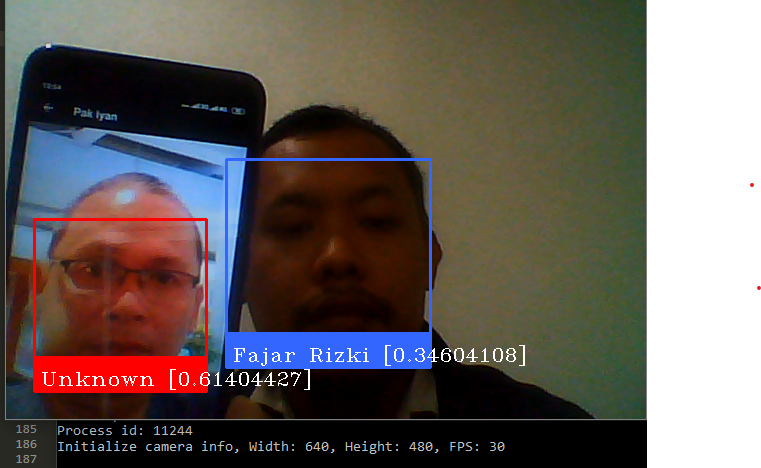 12:54
Pak Iyan
Fajar Rizki [0.34604108]
Unknown [0.61404427]
185 Process id: 11244
186 Initialize camera info, Width: 640, Height: 480, FPS: 30
187